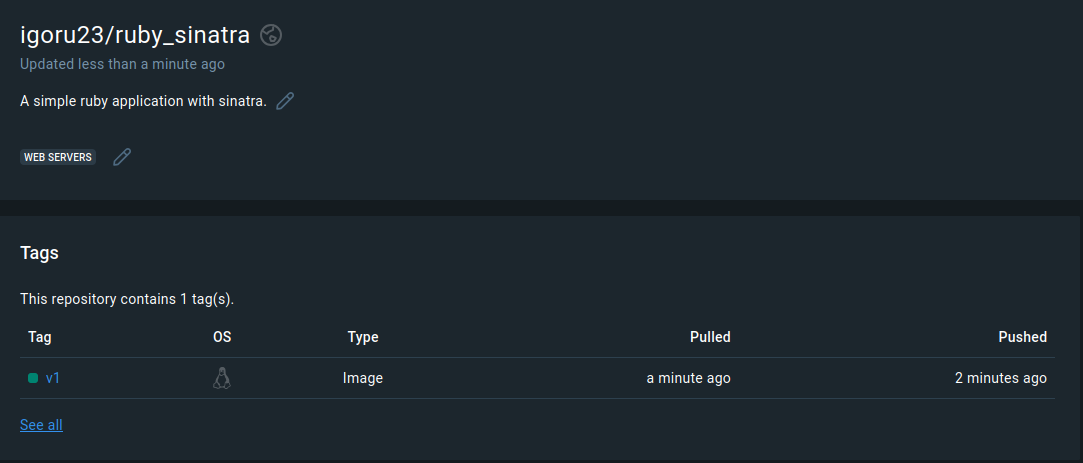 igoru23/ruby_sinatra
Updated less than a minute ago
A simple ruby application with sinatra.
WEB SERVERS
Tags
This repository contains 1 tag(s).
Tag OS Type Pulled Pushed
v1 Image a minute ago 2 minutes ago
See all